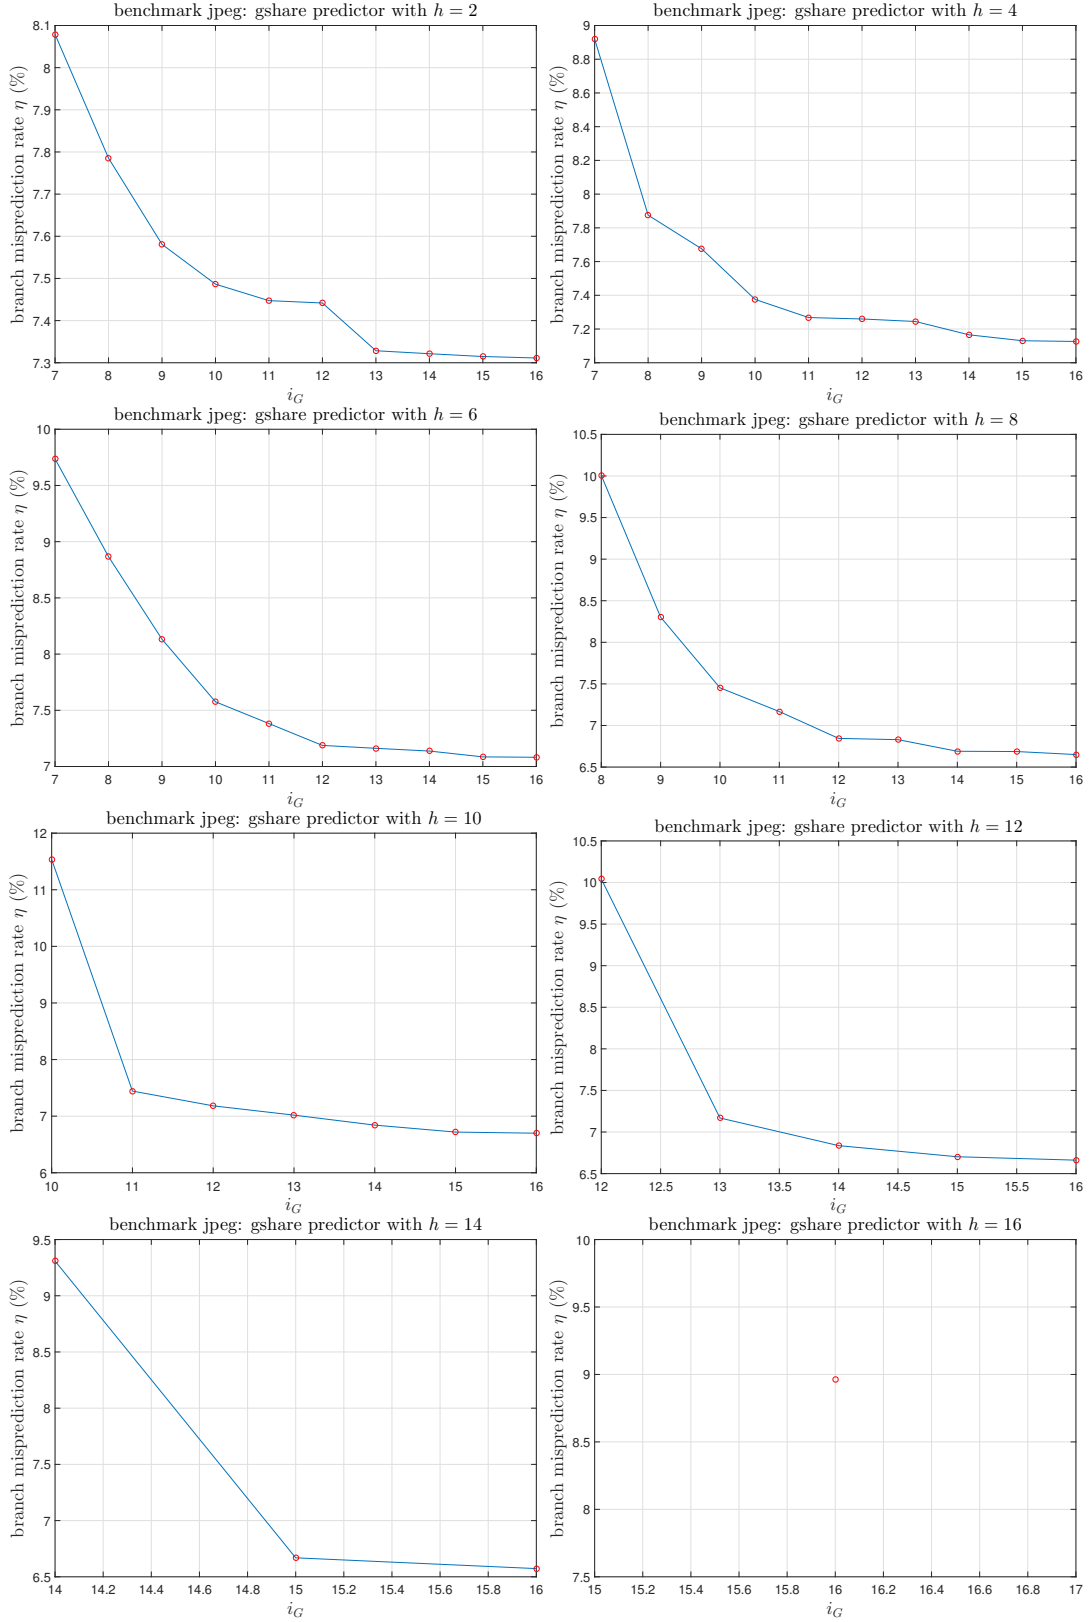 benchmark jpeg: gshare predictor with h = 2
branch misprediction rate η (%)
8.1
8
7.9
7.8
7.7
7.6
7.5
7.4
7.3
7 8 9 10 11 12 13 14 15 16
i_G
benchmark jpeg: gshare predictor with h = 4
branch misprediction rate η (%)
9
8.8
8.6
8.4
8.2
8
7.8
7.6
7.4
7.2
7
7 8 9 10 11 12 13 14 15 16
i_G
benchmark jpeg: gshare predictor with h = 6
branch misprediction rate η (%)
10
9.5
9
8.5
8
7.5
7
7 8 9 10 11 12 13 14 15 16
i_G
benchmark jpeg: gshare predictor with h = 8
branch misprediction rate η (%)
10.5
10
9.5
9
8.5
8
7.5
7
6.5
8 9 10 11 12 13 14 15 16
i_G
benchmark jpeg: gshare predictor with h = 10
branch misprediction rate η (%)
12
11
10
9
8
7
6
10 11 12 13 14 15 16
i_G
benchmark jpeg: gshare predictor with h = 12
branch misprediction rate η (%)
10.5
10
9.5
9
8.5
8
7.5
7
6.5
12 12.5 13 13.5 14 14.5 15 15.5 16
i_G
benchmark jpeg: gshare predictor with h = 14
branch misprediction rate η (%)
9.5
9
8.5
8
7.5
7
6.5
14 14.2 14.4 14.6 14.8 15 15.2 15.4 15.6 15.8 16
i_G
benchmark jpeg: gshare predictor with h = 16
branch misprediction rate η (%)
10
9.5
9
8.5
8
7.5
15 15.2 15.4 15.6 15.8 16 16.2 16.4 16.6 16.8 17
i_G